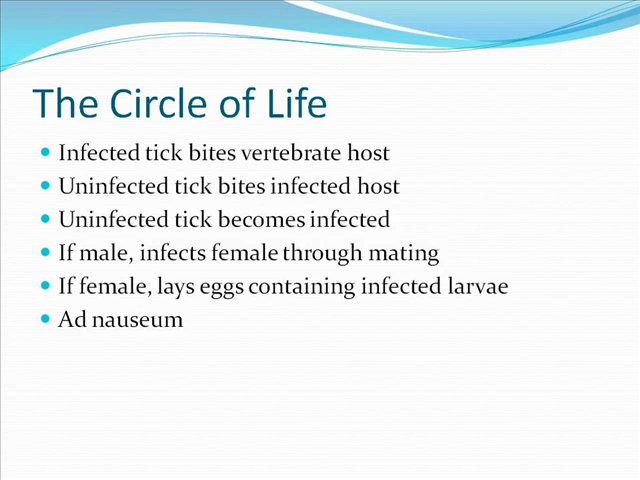 The Circle of Life
Infected tick bites vertebrate host
Uninfected tick bites infected host
Uninfected tick becomes infected
If male, infects female through mating
If female, lays eggs containing infected larvae
Ad nauseum